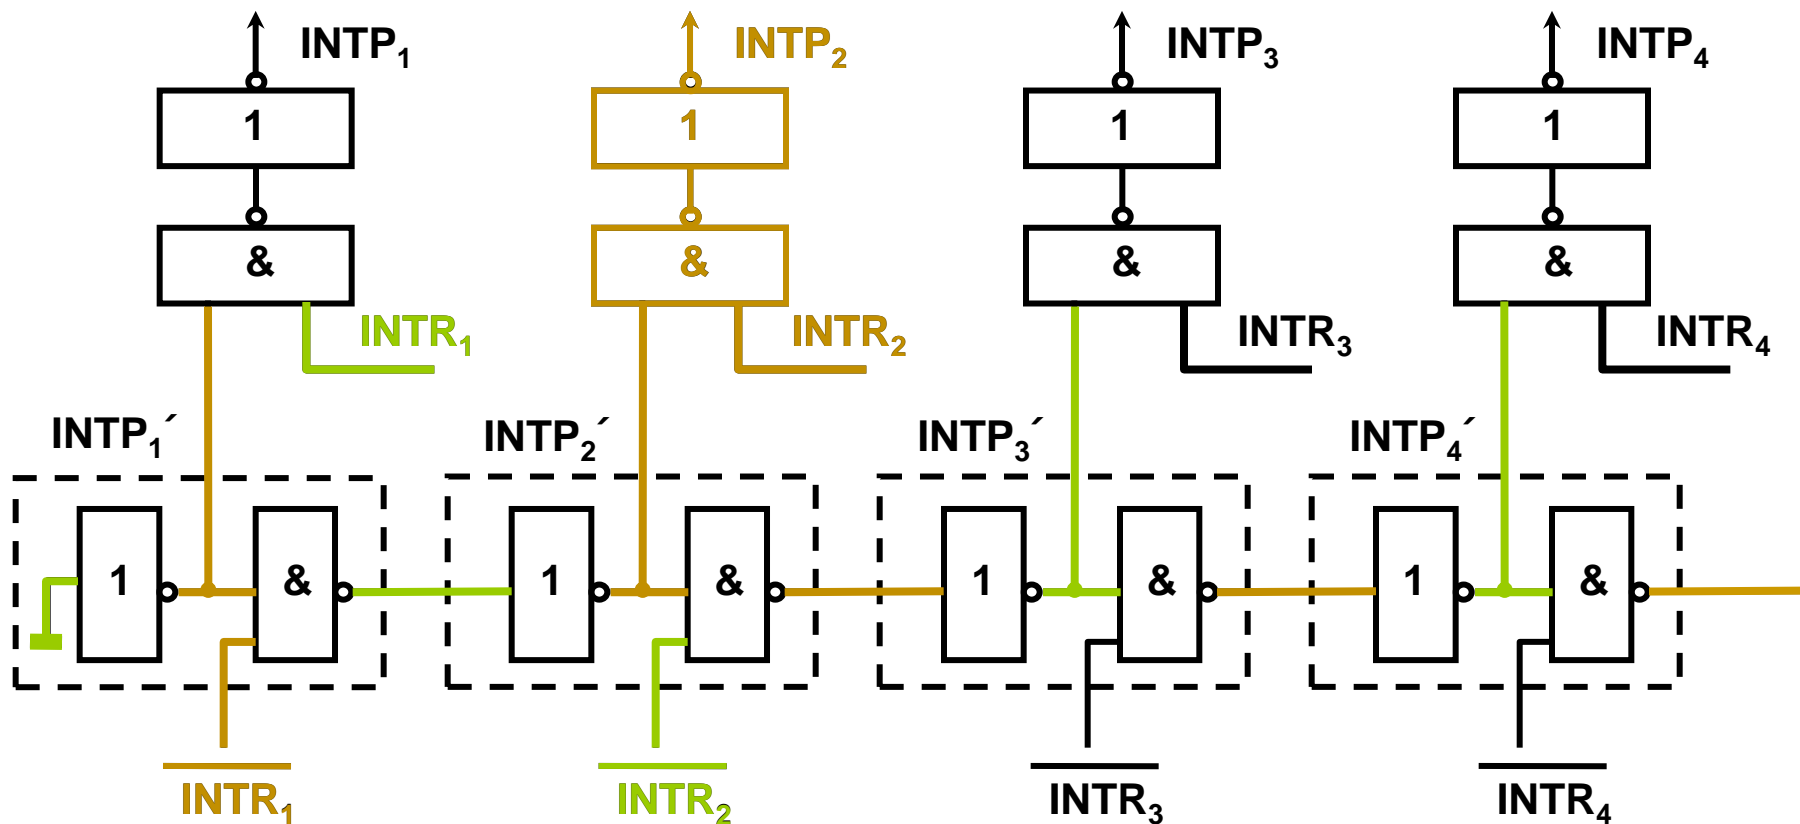 INTP₁ INTP₂ INTP₃ INTP₄
1 1 1 1
& & & &
INTR₁ INTR₂ INTR₃ INTR₄
INTP₁´ INTP₂´ INTP₃´ INTP₄´
1 & 1 & 1 & 1 &
INTR₁ INTR₂ INTR₃ INTR₄